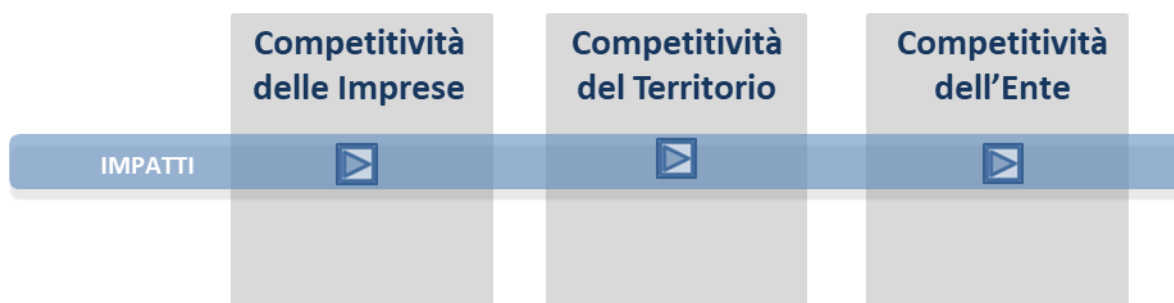 Competitività
delle Imprese
Competitività
del Territorio
Competitività
dell’Ente
IMPATTI